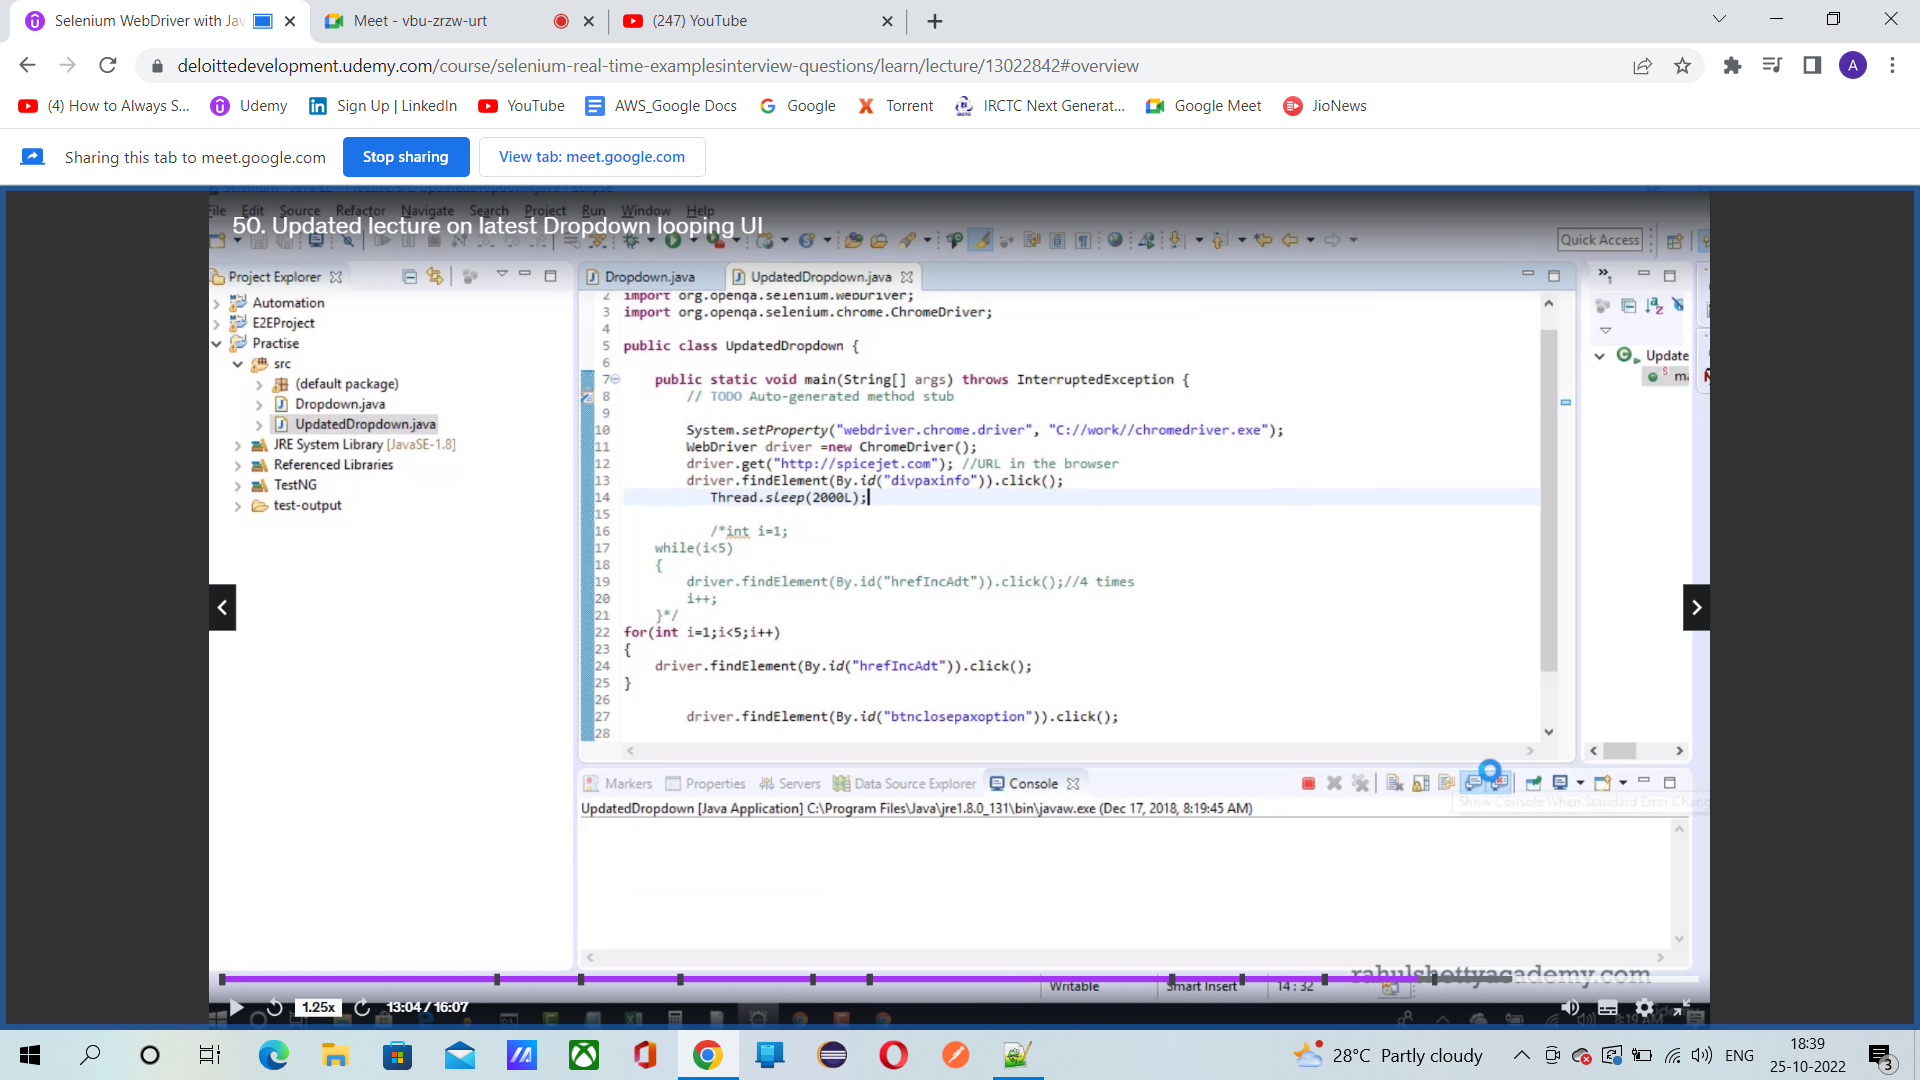 Selenium WebDriver with Jav
Meet - vbu-zrzw-urt
(247) YouTube
deloittedevelopment.udemy.com/course/selenium-real-time-examplesinterview-questions/learn/lecture/13022842#overview
A
(4) How to Always S...
Udemy
Sign Up | LinkedIn
YouTube
AWS_Google Docs
Google
Torrent
IRCTC Next Generat...
Google Meet
JioNews
Sharing this tab to meet.google.com
Stop sharing
View tab: meet.google.com
File Edit Source Refactor Navigate Search Project Run Window Help
50. Updated lecture on latest Dropdown looping UI
Quick Access
Project Explorer
Dropdown.java
UpdatedDropdown.java
Automation
E2EProject
Practise
src
(default package)
Dropdown.java
UpdatedDropdown.java
JRE System Library [JavaSE-1.8]
Referenced Libraries
TestNG
test-output
2 import org.openqa.selenium.WebDriver;
3 import org.openqa.selenium.chrome.ChromeDriver;
4
5 public class UpdatedDropdown {
6
7 public static void main(String[] args) throws InterruptedException {
8 // TODO Auto-generated method stub
9
10 System.setProperty("webdriver.chrome.driver", "C://work//chromedriver.exe");
11 WebDriver driver =new ChromeDriver();
12 driver.get("http://spicejet.com"); //URL in the browser
13 driver.findElement(By.id("divpaxinfo")).click();
14 Thread.sleep(2000L);
15
16 /*int i=1;
17 while(i<5)
18 {
19 driver.findElement(By.id("hrefIncAdt")).click();//4 times
20 i++;
21 }*/
22 for(int i=1;i<5;i++)
23 {
24 driver.findElement(By.id("hrefIncAdt")).click();
25 }
26
27 driver.findElement(By.id("btnclosepaxoption")).click();
28
Update
Markers
Properties
Servers
Data Source Explorer
Console
Show Console When Standard Error Chang
UpdatedDropdown [Java Application] C:\Program Files\Java\jre1.8.0_131\bin\javaw.exe (Dec 17, 2018, 8:19:45 AM)
rahulshettyacademy.com
Writable
Smart Insert
14 : 32
1.25x
13:04 / 16:07
8:19 AM
28°C Partly cloudy
ENG
18:39
25-10-2022
3